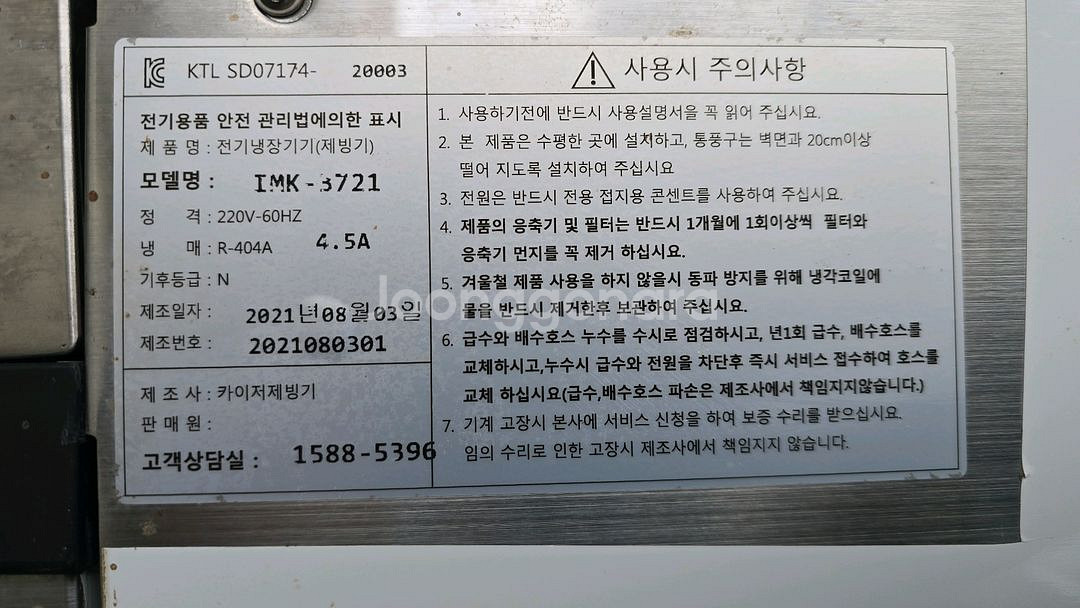 KTL SD07174- 20003
전기용품 안전 관리법에의한 표시
제 품 명 : 전기냉장기기(제빙기)
모델명 : IMK-3721
정 격 : 220V-60HZ
냉 매 : R-404A 4.5A
기후등급 : N
제조일자 : 2021년08월03일
제조번호 : 2021080301
제 조 사 : 카이저제빙기
판 매 원 :
고객상담실 : 1588-5396
사용시 주의사항
1. 사용하기전에 반드시 사용설명서을 꼭 읽어 주십시요.
2. 본 제품은 수평한 곳에 설치하고, 통풍구는 벽면과 20cm이상
떨어 지도록 설치하여 주십시요
3. 전원은 반드시 전용 접지용 콘센트를 사용하여 주십시요.
4. 제품의 응축기 및 필터는 반드시 1개월에 1회이상씩 필터와
응축기 먼지를 꼭 제거 하십시요.
5. 겨울철 제품 사용을 하지 않을시 동파 방지를 위해 냉각코일에
물을 반드시 제거한후 보관하여 주십시요.
6. 급수와 배수호스 누수를 수시로 점검하시고, 년1회 급수, 배수호스를
교체하시고,누수시 급수와 전원을 차단후 즉시 서비스 접수하여 호스를
교체 하십시요(급수,배수호스 파손은 제조사에서 책임지지않습니다.)
7. 기계 고장시 본사에 서비스 신청을 하여 보증 수리를 받으십시요.
임의 수리로 인한 고장시 제조사에서 책임지지 않습니다.
joonggonara